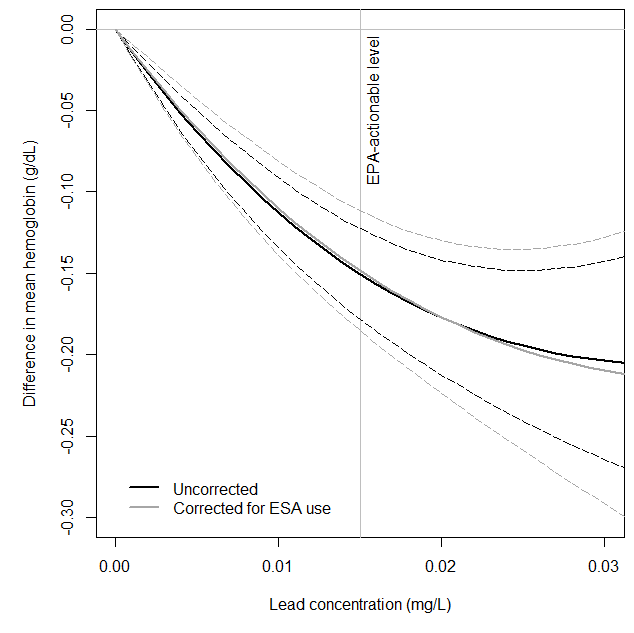 0.00
-0.05
-0.10
-0.15
-0.20
-0.25
-0.30
Difference in mean hemoglobin (g/dL)
EPA-actionable level
Uncorrected
Corrected for ESA use
0.00 0.01 0.02 0.03
Lead concentration (mg/L)